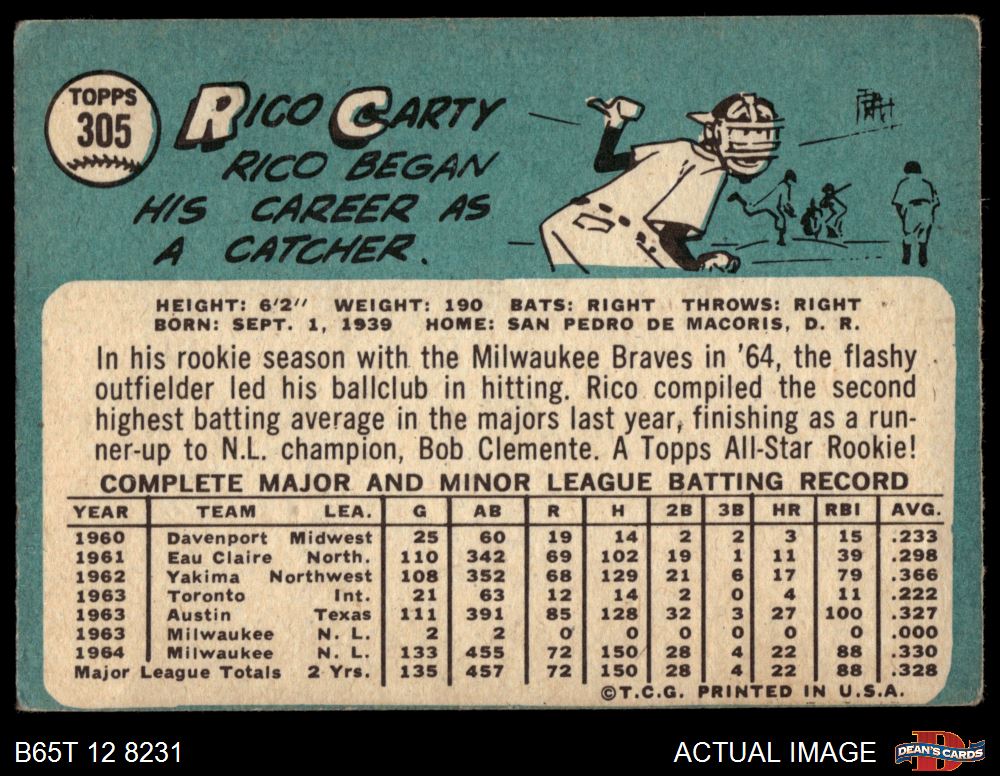 TOPPS
305
RICO CARTY
RICO BEGAN
HIS CAREER AS
A CATCHER.
HEIGHT: 6'2" WEIGHT: 190 BATS: RIGHT THROWS: RIGHT
BORN: SEPT. 1, 1939 HOME: SAN PEDRO DE MACORIS, D. R.
In his rookie season with the Milwaukee Braves in '64, the flashy
outfielder led his ballclub in hitting. Rico compiled the second
highest batting average in the majors last year, finishing as a run-
ner-up to N.L. champion, Bob Clemente. A Topps All-Star Rookie!
COMPLETE MAJOR AND MINOR LEAGUE BATTING RECORD
YEAR TEAM LEA. G AB R H 2B 3B HR RBI AVG.
1960 Davenport Midwest 25 60 19 14 2 2 3 15 .233
1961 Eau Claire North. 110 342 69 102 19 1 11 39 .298
1962 Yakima Northwest 108 352 68 129 21 6 17 79 .366
1963 Toronto Int. 21 63 12 14 2 0 4 11 .222
1963 Austin Texas 111 391 85 128 32 3 27 100 .327
1963 Milwaukee N. L. 2 2 0 0 0 0 0 0 .000
1964 Milwaukee N. L. 133 455 72 150 28 4 22 88 .330
Major League Totals 2 Yrs. 135 457 72 150 28 4 22 88 .328
©T.C.G. PRINTED IN U.S.A.
B65T 12 8231 ACTUAL IMAGE DEAN'S CARDS